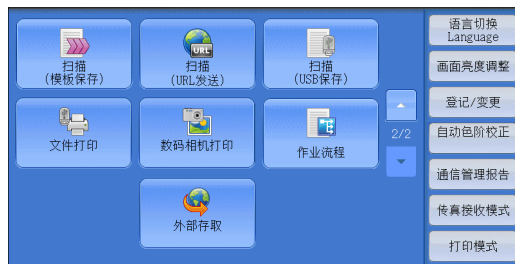 扫描
(模板保存)
URL
扫描
(URL发送)
扫描
(USB保存)
文件打印
数码相机打印
作业流程
外部存取
2/2
语言切换
Language
画面亮度调整
登记/变更
自动色阶校正
通信管理报告
传真接收模式
打印模式